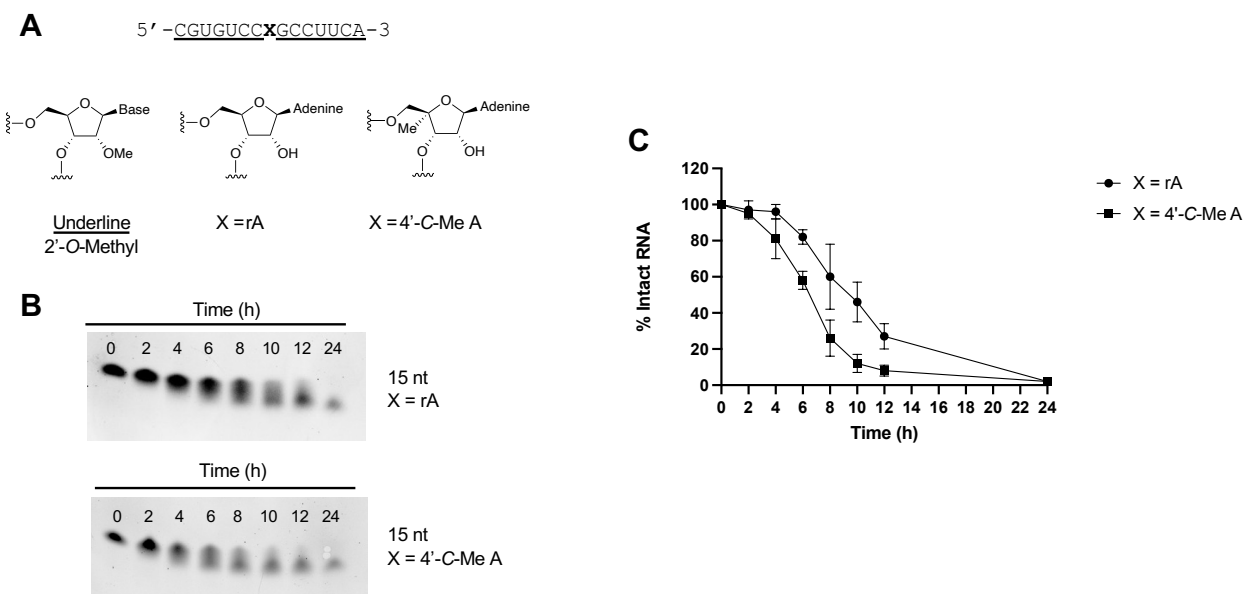 A
5’-CGUGUCCXGCCUUCA-3
O
Base
O
O
OMe
O
Adenine
O
O
OH
O
Adenine
O
Me
O
OH
Underline
2'-O-Methyl
X =rA
X = 4’-C-Me A
B
Time (h)
0 2 4 6 8 10 12 24
15 nt
X = rA
Time (h)
0 2 4 6 8 10 12 24
15 nt
X = 4’-C-Me A
C
120
100
80
60
40
20
0
% Intact RNA
0 2 4 6 8 10 12 14 16 18 20 22 24
Time (h)
X = rA
X = 4'-C-Me A